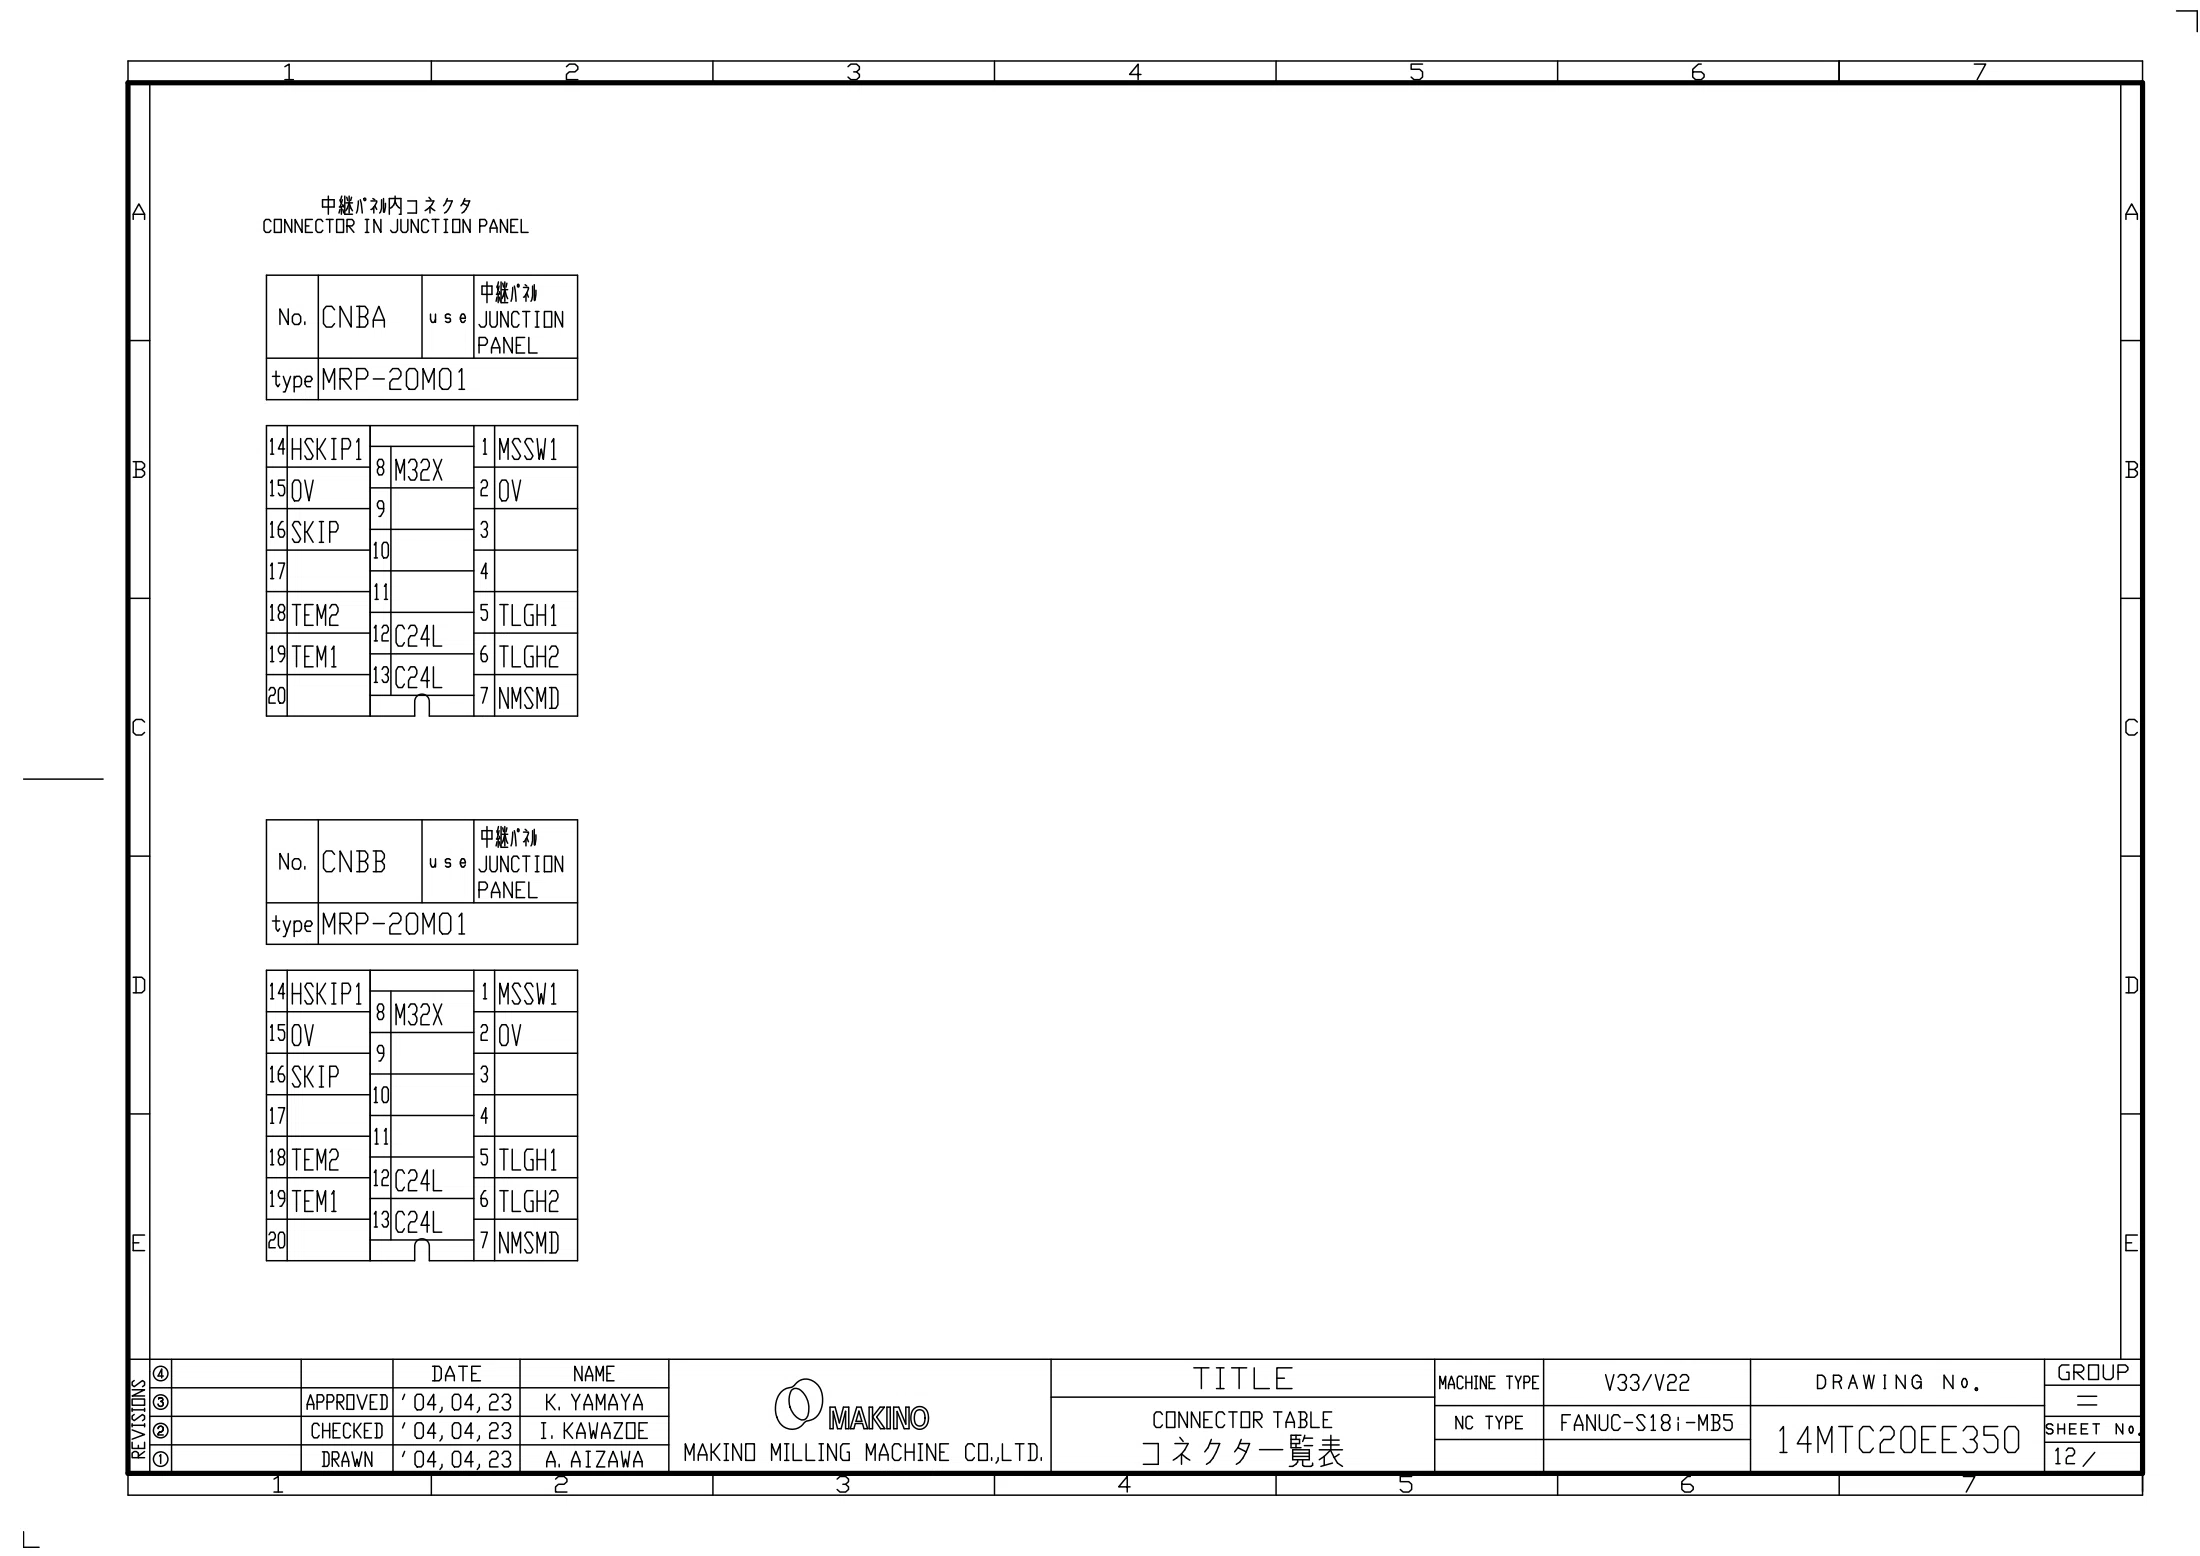 1 2 3 4 5 6 7
A A
B B
C C
D D
E E
中継パネル内コネクタ
CONNECTOR IN JUNCTION PANEL
No. CNBA use 中継パネル
JUNCTION
PANEL
type MRP-20M01
14 HSKIP1 1 MSSW1
8 M32X
15 0V 2 0V
9
16 SKIP 3
10
17 4
11
18 TEM2 5 TLGH1
12 C24L
19 TEM1 6 TLGH2
13 C24L
20 7 NMSMD
No. CNBB use 中継パネル
JUNCTION
PANEL
type MRP-20M01
14 HSKIP1 1 MSSW1
8 M32X
15 0V 2 0V
9
16 SKIP 3
10
17 4
11
18 TEM2 5 TLGH1
12 C24L
19 TEM1 6 TLGH2
13 C24L
20 7 NMSMD
REVISIONS
④ DATE NAME
③ APPROVED '04,04,23 K. YAMAYA
② CHECKED '04,04,23 I. KAWAZOE
① DRAWN '04,04,23 A. AIZAWA
MAKINO
MAKINO MILLING MACHINE CO.,LTD.
TITLE
CONNECTOR TABLE
コネクタ一覧表
MACHINE TYPE V33/V22
NC TYPE FANUC-S18i-MB5
DRAWING No.
14MTC20EE350
GROUP
=
SHEET No.
12/
1 2 3 4 5 6 7